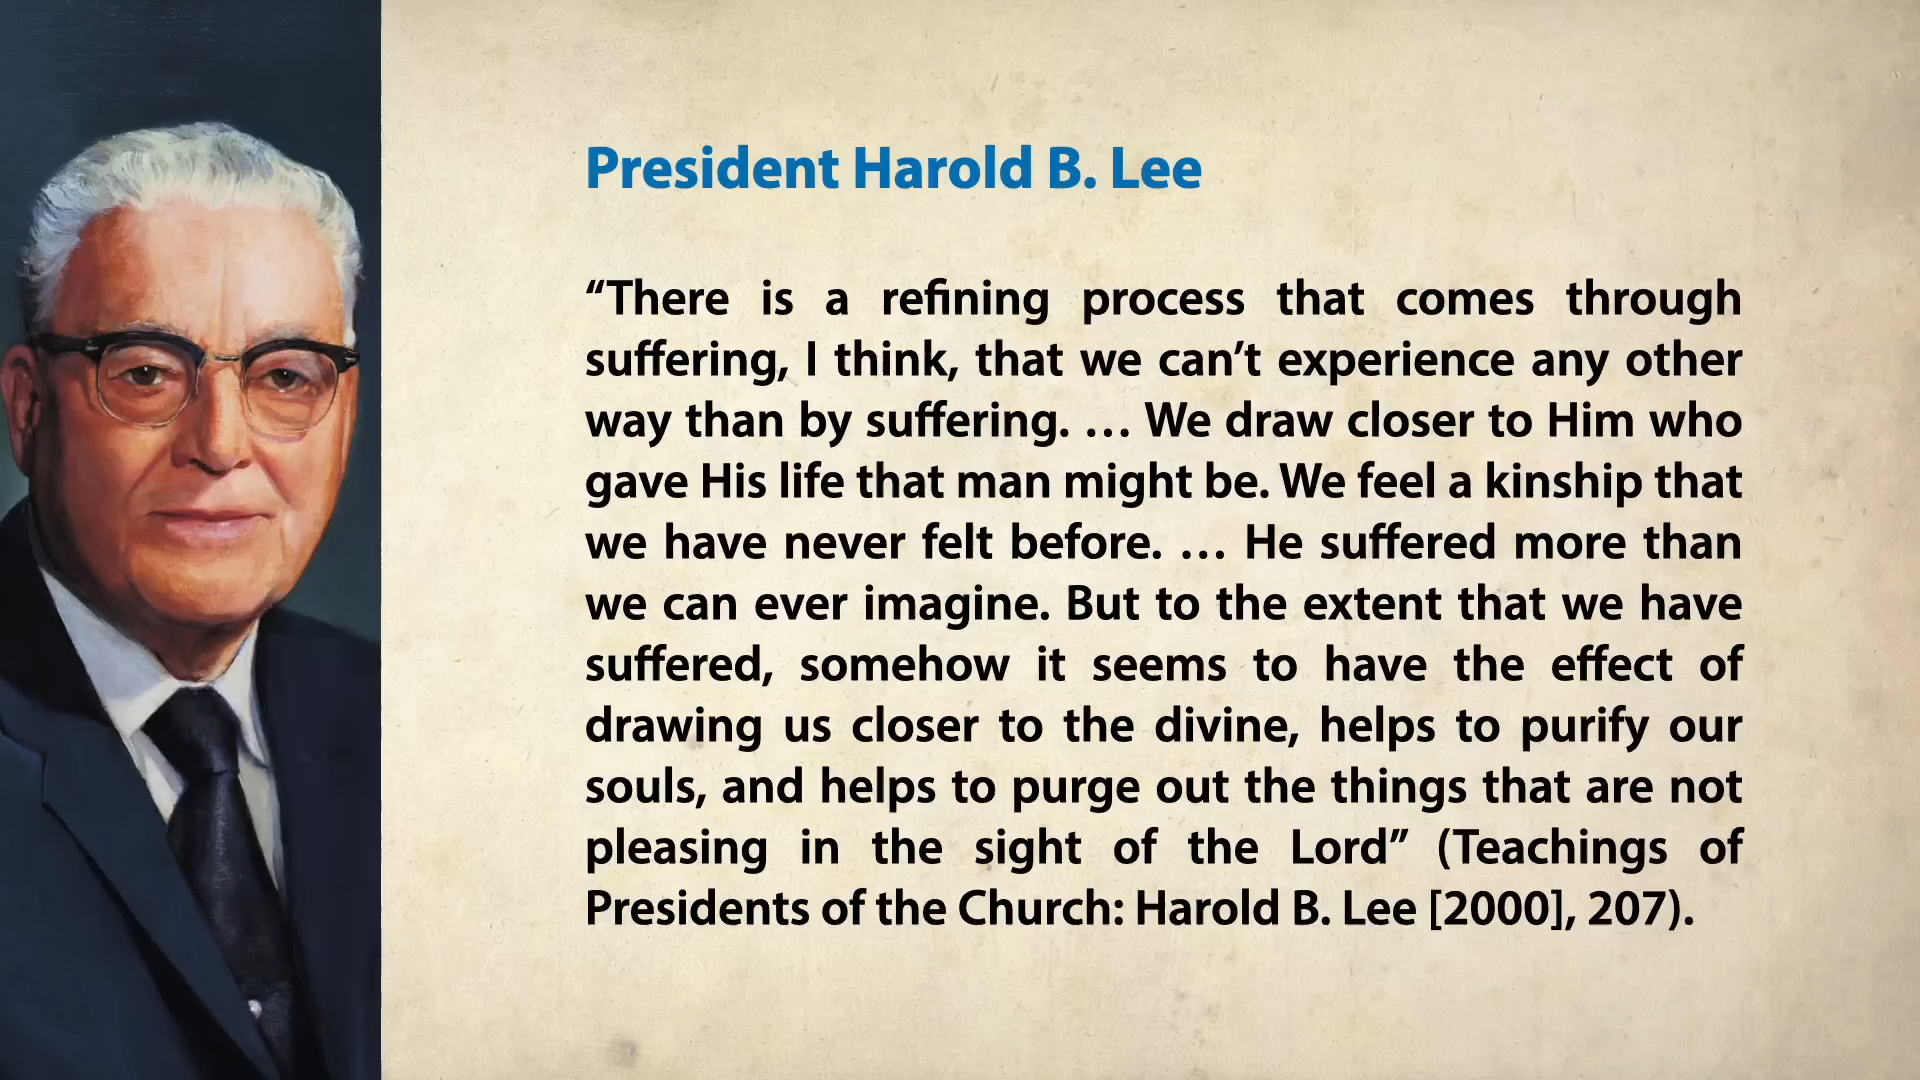 President Harold B. Lee
“There is a refining process that comes through
suffering, I think, that we can’t experience any other
way than by suffering. … We draw closer to Him who
gave His life that man might be. We feel a kinship that
we have never felt before. … He suffered more than
we can ever imagine. But to the extent that we have
suffered, somehow it seems to have the effect of
drawing us closer to the divine, helps to purify our
souls, and helps to purge out the things that are not
pleasing in the sight of the Lord” (Teachings of
Presidents of the Church: Harold B. Lee [2000], 207).